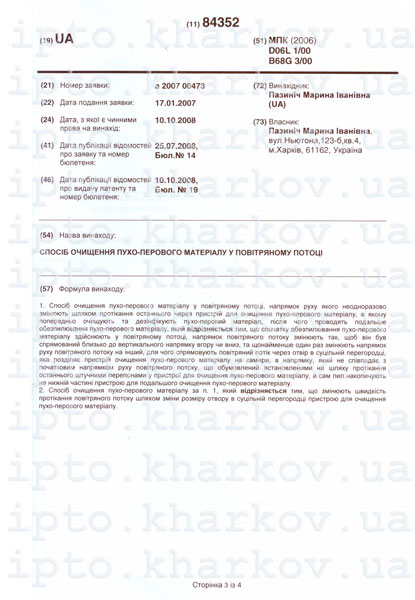 (11) 84352
(19) UA
(51) МПК (2006)
D06L 1/00
B68G 3/00
(21) Номер заявки: a 2007 00473
(22) Дата подання заявки: 17.01.2007
(24) Дата, з якої є чинними права на винахід: 10.10.2008
(41) Дата публікації відомостей про заявку та номер бюлетеня: 25.07.2008, Бюл.№ 14
(46) Дата публікації відомостей про видачу патенту та номер бюлетеня: 10.10.2008, Бюл. № 19
(72) Винахідник:
Пазиніч Марина Іванівна (UA)
(73) Власник:
Пазиніч Марина Іванівна,
вул.Ньютона,123-б,кв.4,
м.Харків, 61162, Україна
(54) Назва винаходу:
СПОСІБ ОЧИЩЕННЯ ПУХО-ПЕРОВОГО МАТЕРІАЛУ У ПОВІТРЯНОМУ ПОТОЦІ
(57) Формула винаходу:
1. Спосіб очищення пухо-перового матеріалу у повітряному потоці, напрямок руху якого неодноразово
змінюють шляхом протікання останнього через пристрій для очищення пухо-перового матеріалу, в якому
попередньо очищують та дезінфікують пухо-перовий матеріал, після чого проводять подальше
обезпилювання пухо-перового матеріалу, який відрізняється тим, що спочатку обезпилювання пухо-перового
матеріалу здійснюють у повітряному потоці, напрямок потоку змінюють так, щоб він був
спрямований близько до вертикального напрямку вгору чи вниз, та щонайменше один раз змінюють напрямок
руху повітряного потоку на інший, для чого спрямовують повітряний потік через отвір в суцільній перегородці,
яка розділяє пристрій очищення пухо-перового матеріалу на камери, в напрямку, який не співпадає з
початковим напрямком руху повітряного потоку, що обумовлений встановленими на шляху протікання
останнього штучними перепонами у пристрої для очищення пухо-перового матеріалу, а сам пил накопичують
на нижній частині пристрою для подальшого очищення пухо-перового матеріалу.
2. Спосіб очищення пухо-перового матеріалу за п. 1, який відрізняється тим, що змінюють швидкість
протікання повітряного потоку шляхом зміни розміру отвору в суцільній перегородці пристрою для очищення
пухо-перового матеріалу.
Сторінка 3 із 4
ipto.kharkov.ua